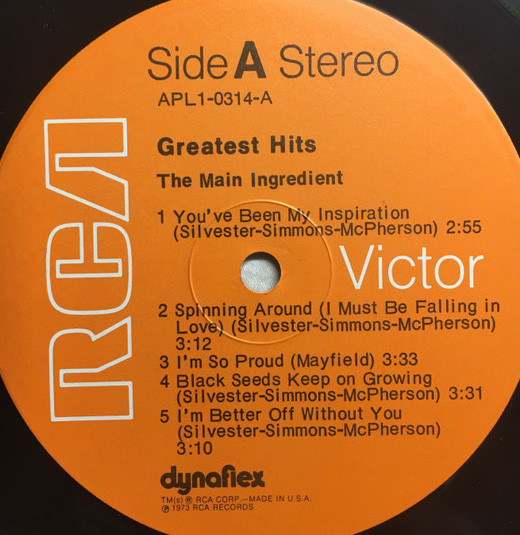 Side A Stereo
APL1-0314-A
Greatest Hits
The Main Ingredient
1 You've Been My Inspiration
(Silvester-Simmons-McPherson) 2:55
RCA
Victor
2 Spinning Around (I Must Be Falling in
Love) (Silvester-Simmons-McPherson)
3:12
3 I'm So Proud (Mayfield) 3:33
4 Black Seeds Keep on Growing
(Silvester-Simmons-McPherson) 3:31
5 I'm Better Off Without You
(Silvester-Simmons-McPherson)
3:10
dynaflex
TM(s) ® RCA CORP.—MADE IN U.S.A.
℗ 1973 RCA RECORDS